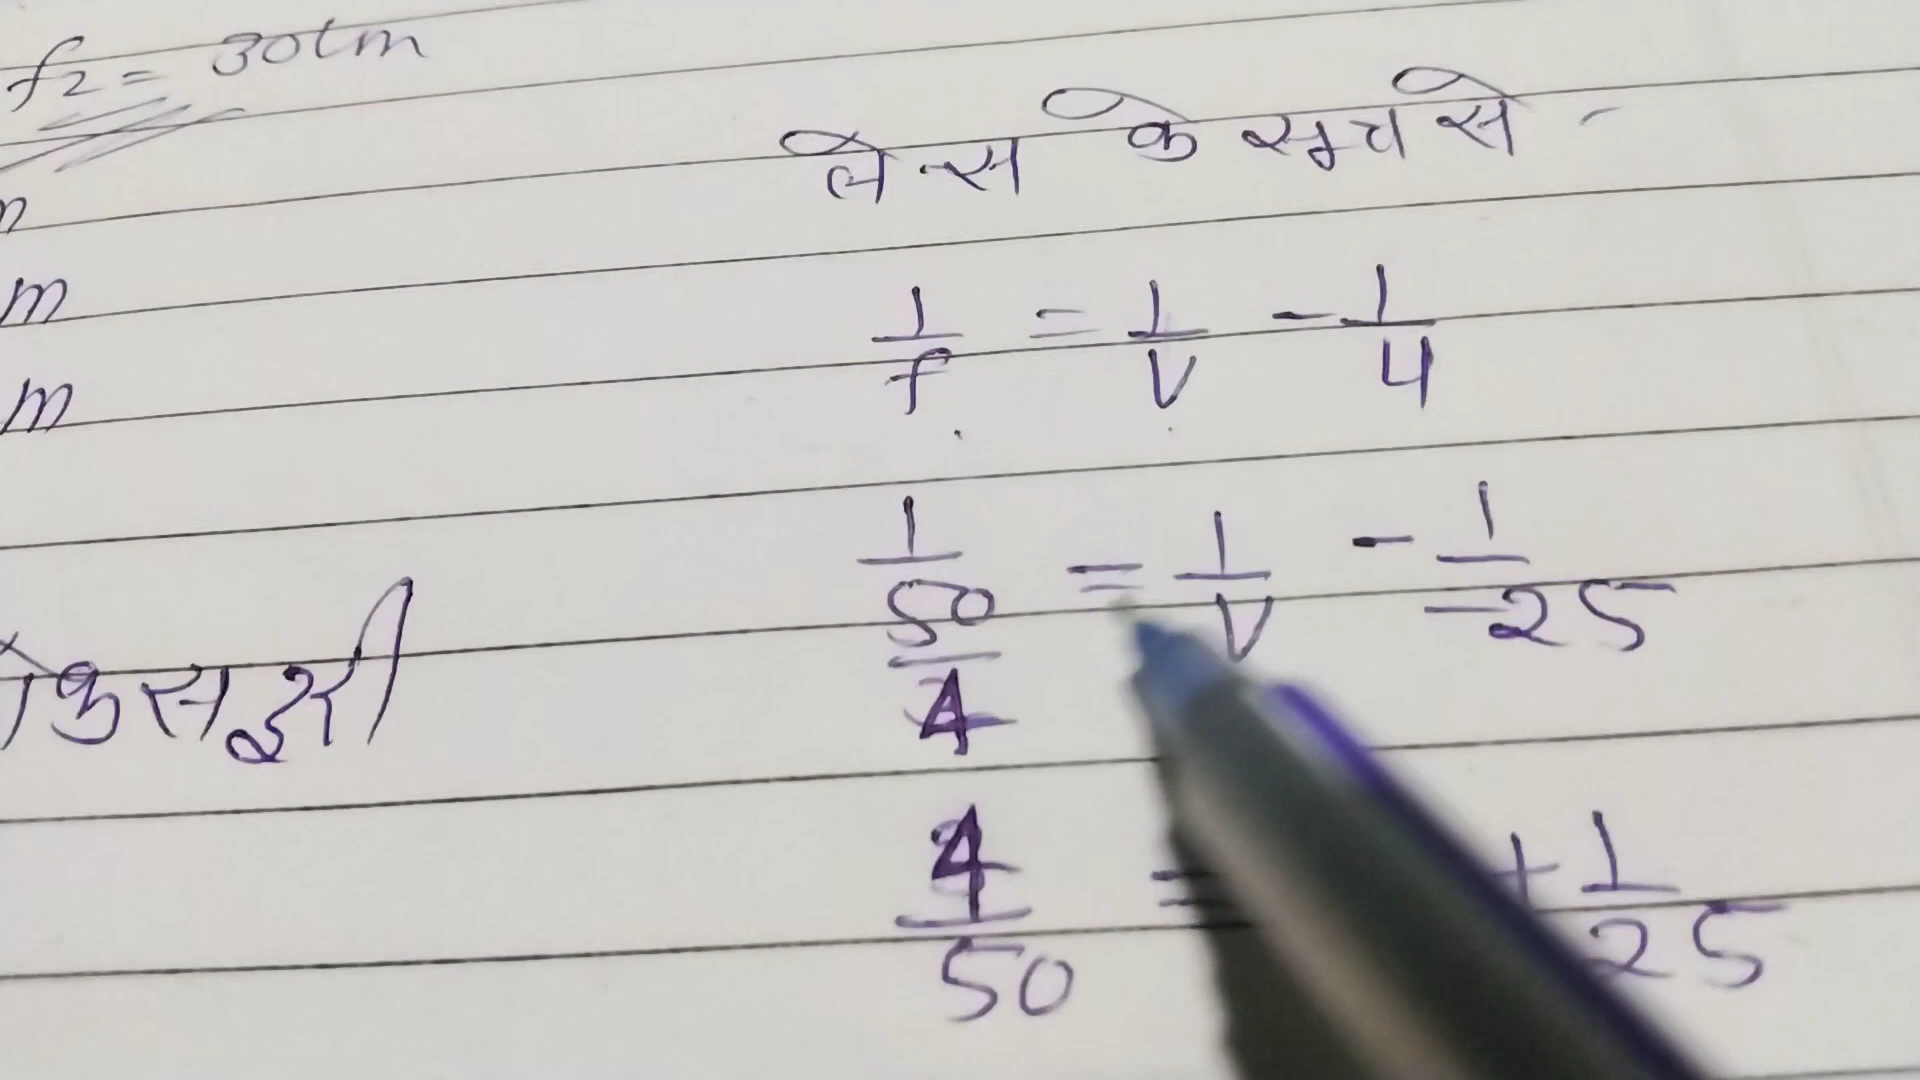 f2 = 30cm
m
m
लेन्स के सूत्र से -
1/f = 1/v - 1/u
1/(50/4) = 1/v - 1/-25
4/50 = + 1/25